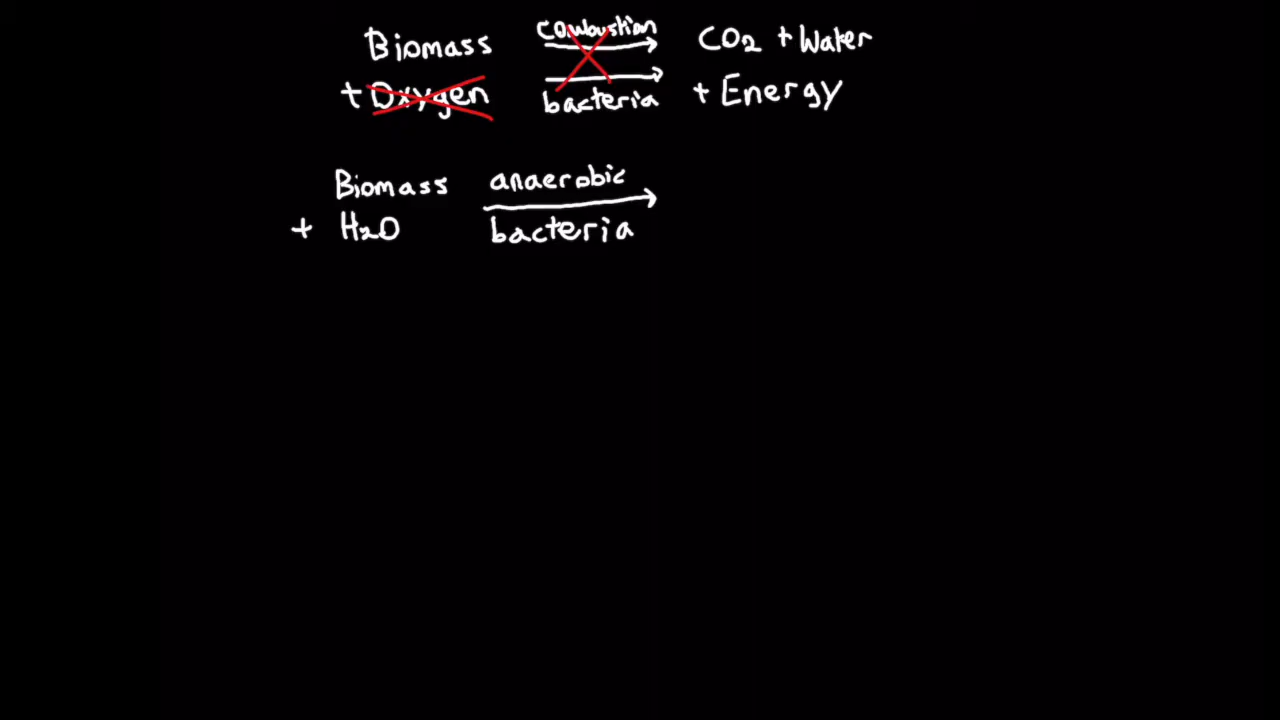 Biomass combustion CO2 + Water
+ Oxygen bacteria + Energy
Biomass anaerobic
+ H2O bacteria